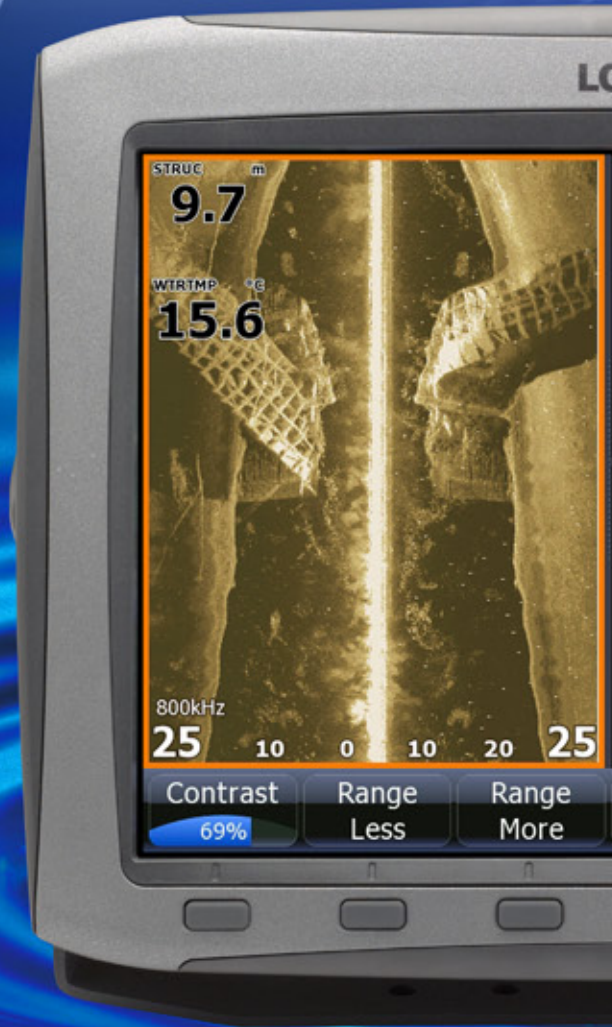 LO
STRUC m
9.7
WTRTMP °C
15.6
800kHz
25 10 0 10 20 25
Contrast Range Range
69% Less More